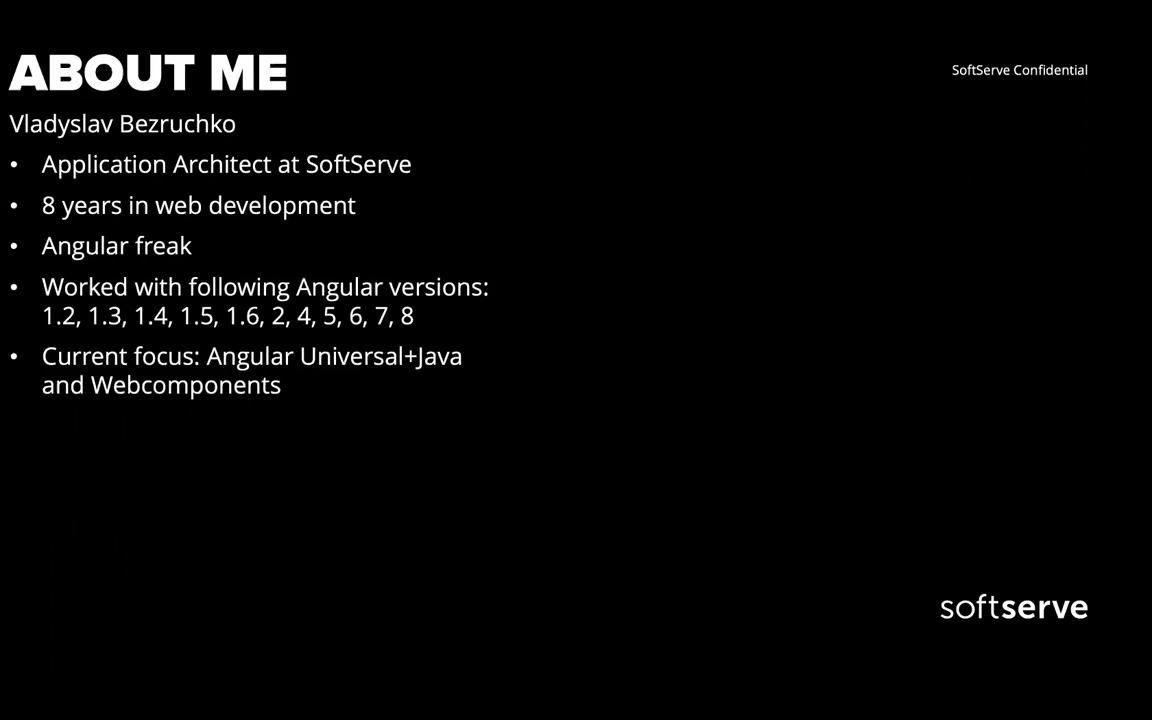 ABOUT ME
SoftServe Confidential
Vladyslav Bezruchko
• Application Architect at SoftServe
• 8 years in web development
• Angular freak
• Worked with following Angular versions:
1.2, 1.3, 1.4, 1.5, 1.6, 2, 4, 5, 6, 7, 8
• Current focus: Angular Universal+Java
and Webcomponents
softserve